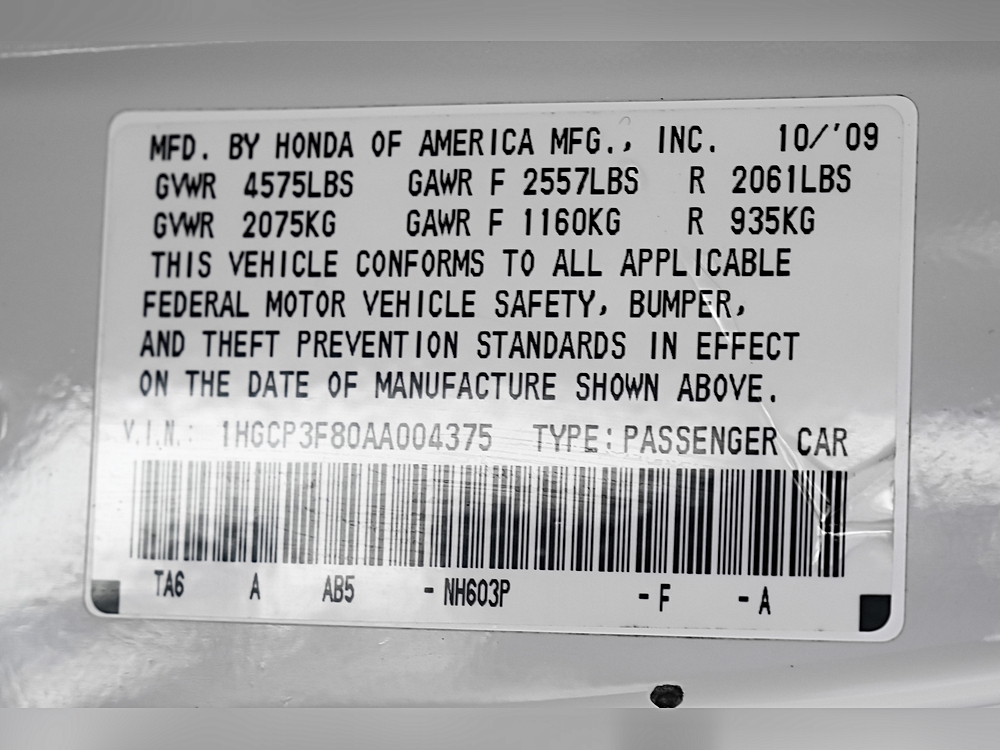 MFD. BY HONDA OF AMERICA MFG., INC. 10/'09
GVWR 4575LBS GAWR F 2557LBS R 2061LBS
GVWR 2075KG GAWR F 1160KG R 935KG
THIS VEHICLE CONFORMS TO ALL APPLICABLE
FEDERAL MOTOR VEHICLE SAFETY, BUMPER,
AND THEFT PREVENTION STANDARDS IN EFFECT
ON THE DATE OF MANUFACTURE SHOWN ABOVE.
V.I.N.: 1HGCP3F80AA004375 TYPE: PASSENGER CAR
TA6 A AB5 - NH603P - F - A